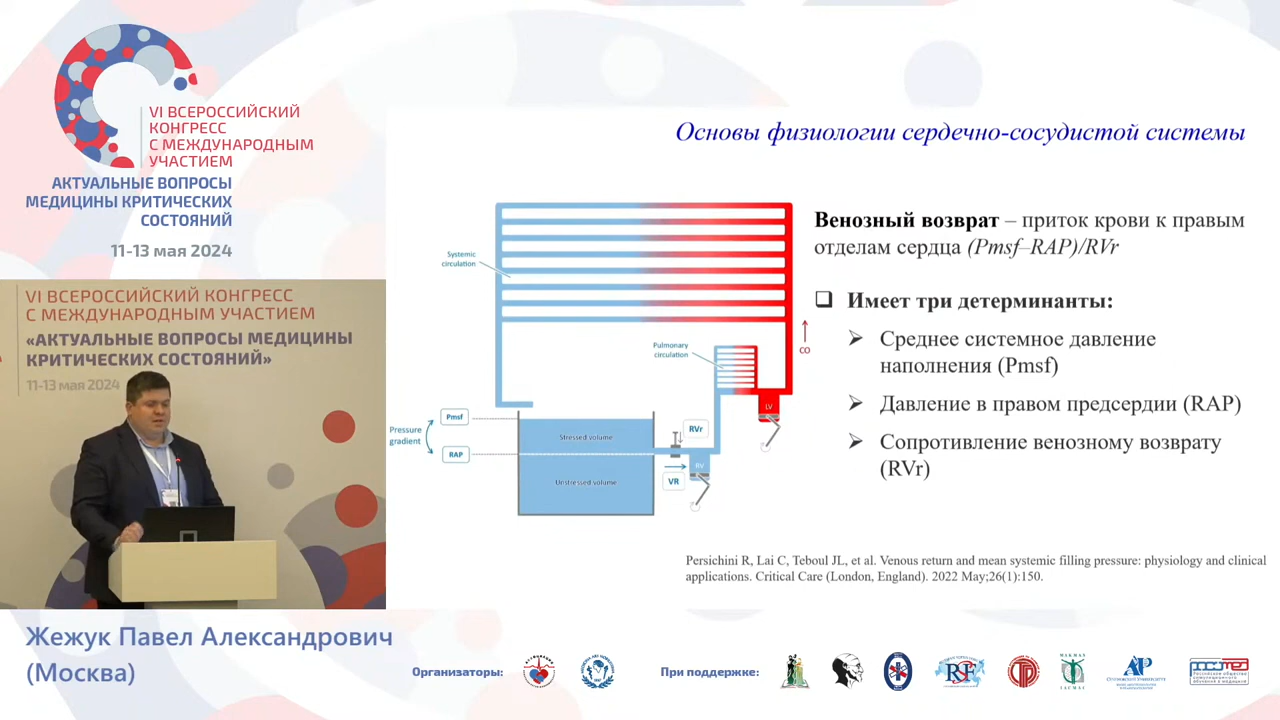 VI ВСЕРОССИЙСКИЙ
КОНГРЕСС
С МЕЖДУНАРОДНЫМ
УЧАСТИЕМ
АКТУАЛЬНЫЕ ВОПРОСЫ
МЕДИЦИНЫ КРИТИЧЕСКИХ
СОСТОЯНИЙ
11-13 мая 2024
VI ВСЕРОССИЙСКИЙ КОНГРЕСС
С МЕЖДУНАРОДНЫМ УЧАСТИЕМ
«АКТУАЛЬНЫЕ ВОПРОСЫ МЕДИЦИНЫ
КРИТИЧЕСКИХ СОСТОЯНИЙ»
11-13 мая 2024
Основы физиологии сердечно-сосудистой системы
Systemic
circulation
Pulmonary
circulation
CO
LV
Pmsf
Pressure
gradient
RAP
Stressed volume
Unstressed volume
RVr
RV
VR
Венозный возврат – приток крови к правым
отделам сердца (Pmsf–RAP)/RVr
Имеет три детерминанты:
Среднее системное давление
наполнения (Pmsf)
Давление в правом предсердии (RAP)
Сопротивление венозному возврату
(RVr)
Persichini R, Lai C, Teboul JL, et al. Venous return and mean systemic filling pressure: physiology and clinical
applications. Critical Care (London, England). 2022 May;26(1):150.
Жежук Павел Александрович
(Москва)
Организаторы:
При поддержке: